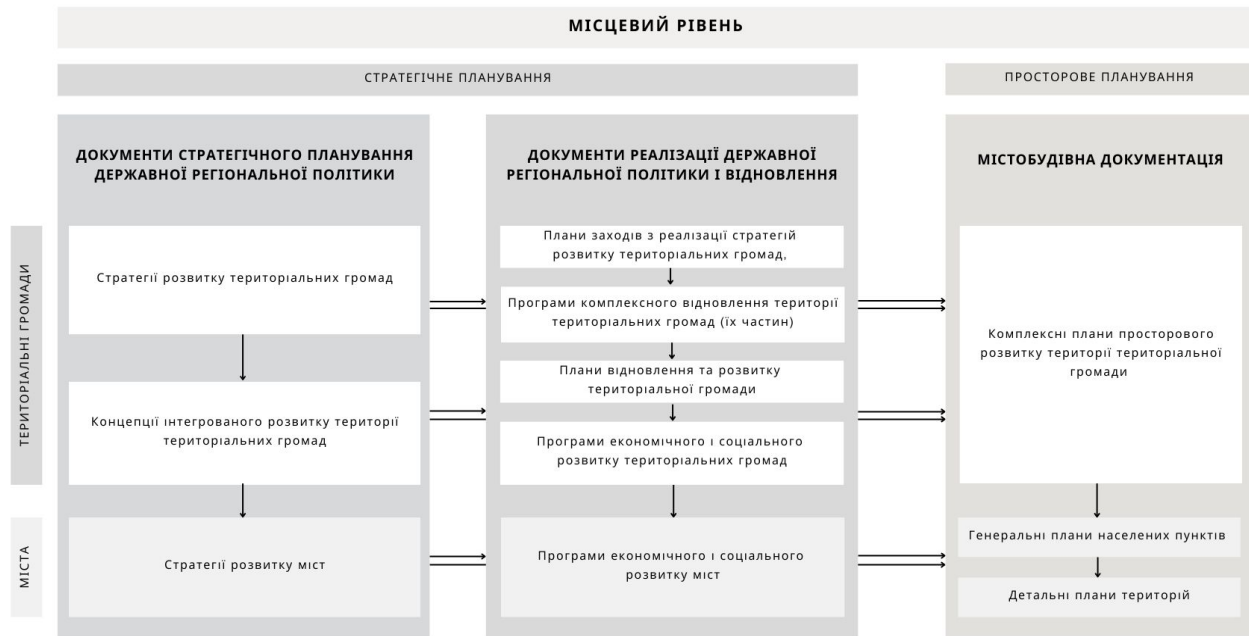 МІСЦЕВИЙ РІВЕНЬ
СТРАТЕГІЧНЕ ПЛАНУВАННЯ
ПРОСТОРОВЕ ПЛАНУВАННЯ
ДОКУМЕНТИ СТРАТЕГІЧНОГО ПЛАНУВАННЯ
ДЕРЖАВНОЇ РЕГІОНАЛЬНОЇ ПОЛІТИКИ
ДОКУМЕНТИ РЕАЛІЗАЦІЇ ДЕРЖАВНОЇ
РЕГІОНАЛЬНОЇ ПОЛІТИКИ І ВІДНОВЛЕННЯ
МІСТОБУДІВНА ДОКУМЕНТАЦІЯ
ТЕРИТОРІАЛЬНІ ГРОМАДИ
Стратегії розвитку територіальних громад
Концепції інтегрованого розвитку території
територіальних громад
Плани заходів з реалізації стратегій
розвитку територіальних громад,
Програми комплексного відновлення території
територіальних громад (їх частин)
Плани відновлення та розвитку
територіальної громади
Програми економічного і соціального
розвитку територіальних громад
Комплексні плани просторового
розвитку території територіальної
громади
МІСТА
Стратегії розвитку міст
Програми економічного і соціального
розвитку міст
Генеральні плани населених пунктів
Детальні плани територій